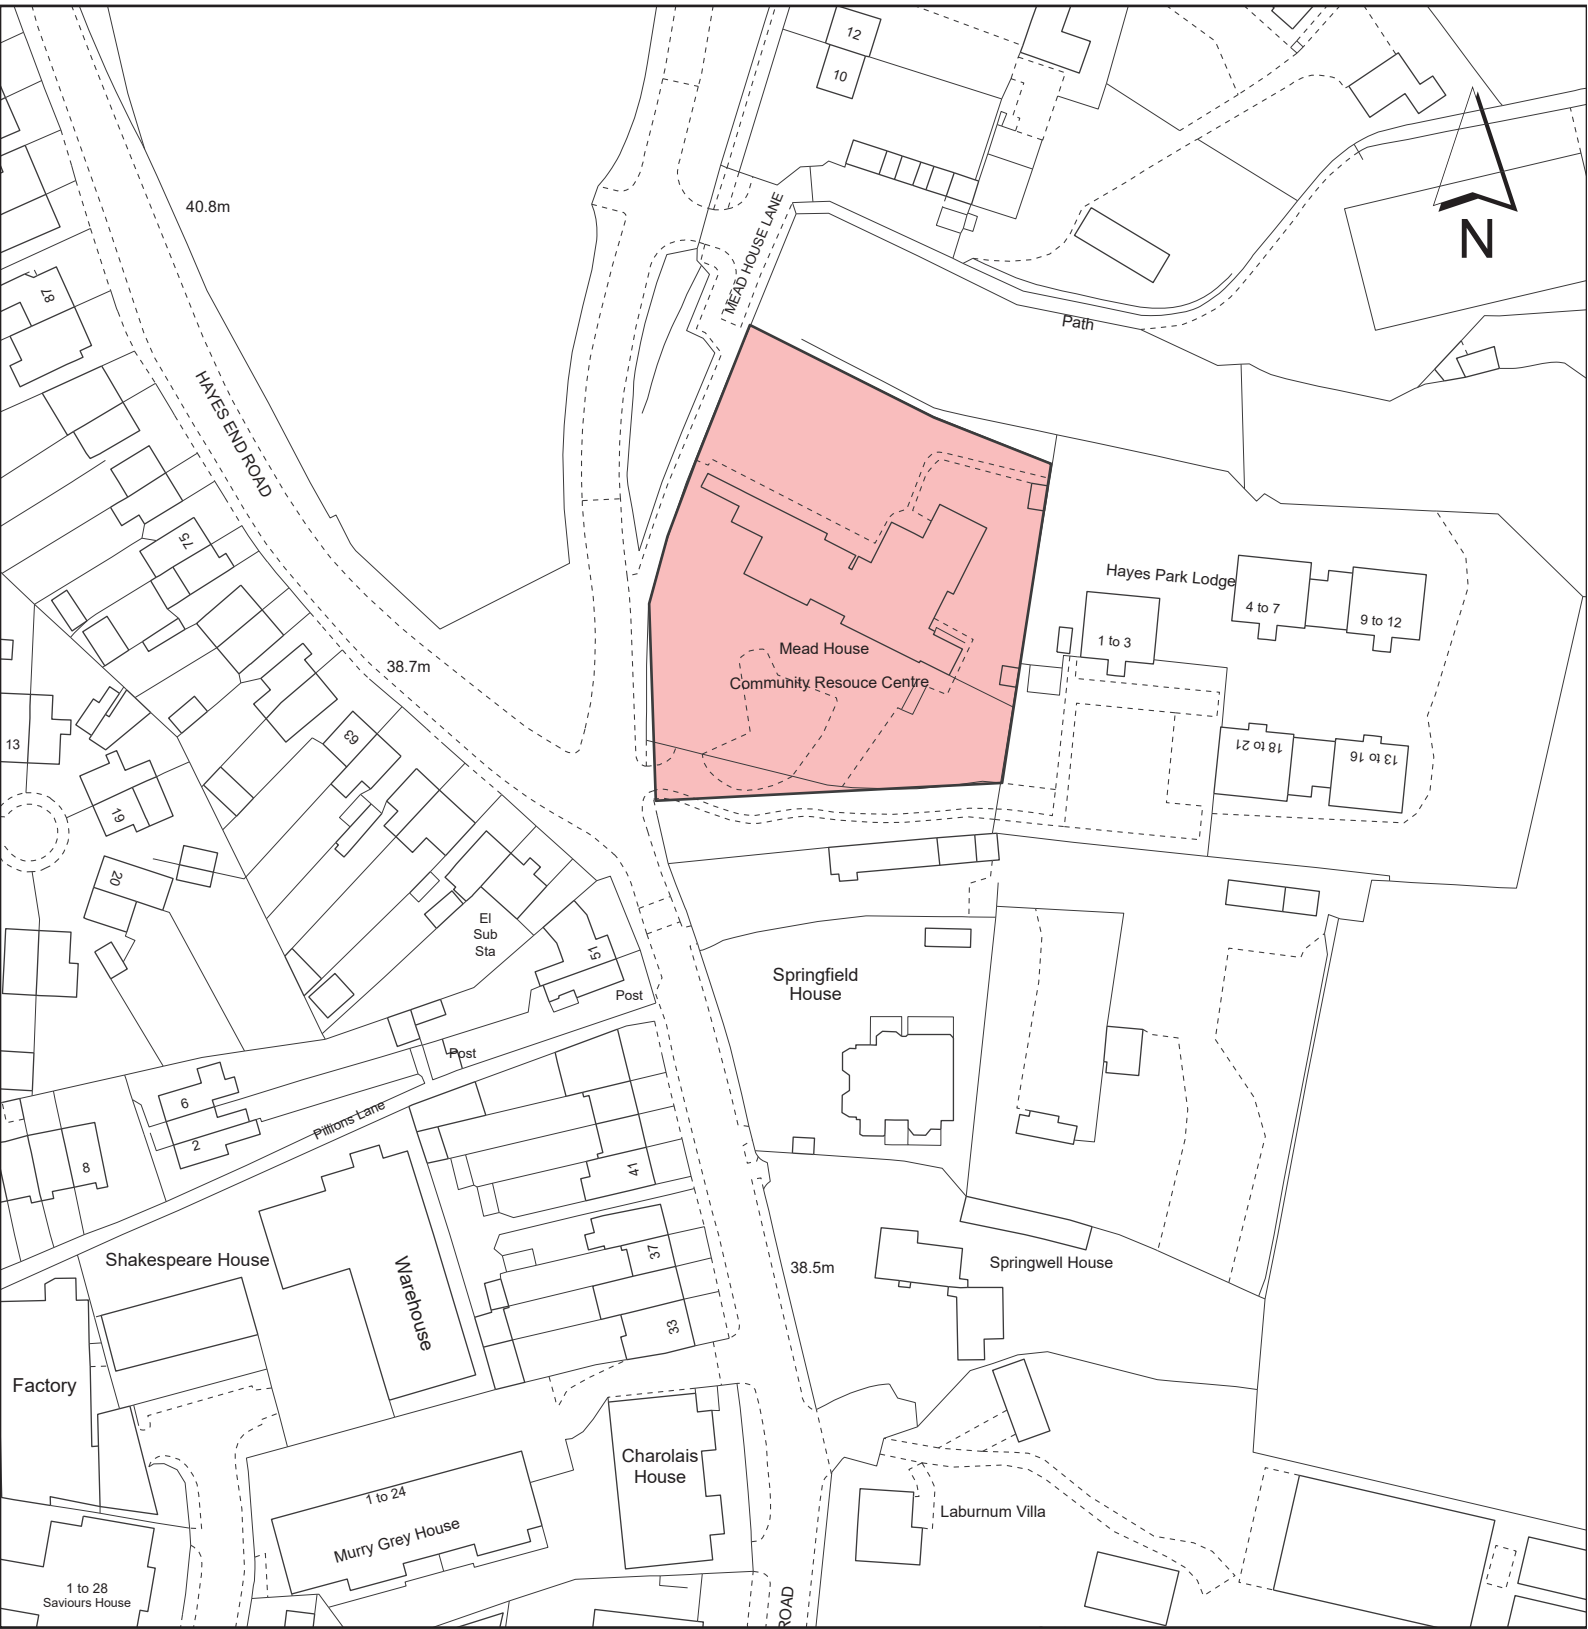 12
10
40.8m
MEAD HOUSE LANE
N
87
Path
HAYES END ROAD
75
Hayes Park Lodge
4 to 7
9 to 12
1 to 3
Mead House
Community Resouce Centre
38.7m
63
13
18 to 21
13 to 16
19
20
El
Sub
Sta
51
Post
Springfield
House
Post
6
2
Pillions Lane
8
41
37
33
Shakespeare House
Warehouse
38.5m
Springwell House
Factory
Charolais
House
1 to 24
Murry Grey House
Laburnum Villa
1 to 28
Saviours House
ROAD